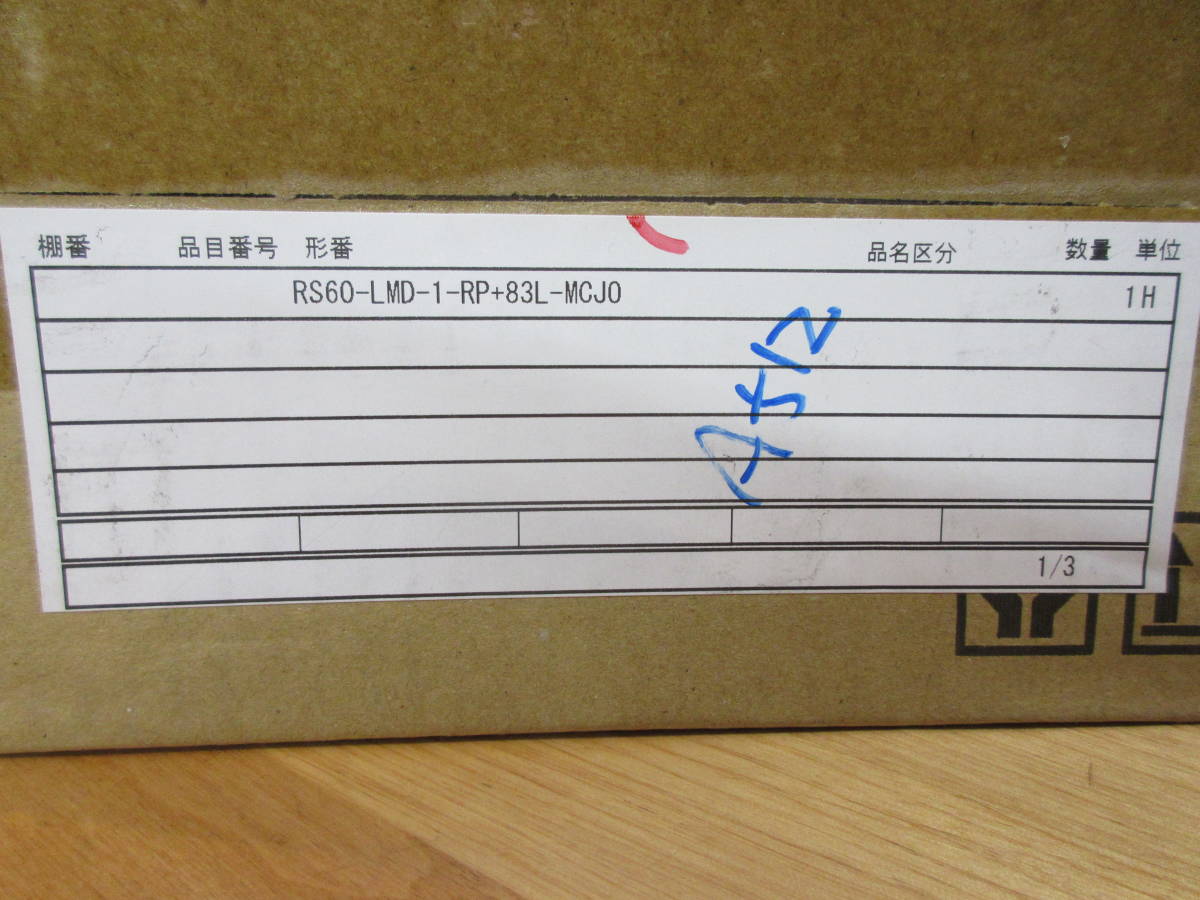 棚番 品目番号 形番 品名区分 数量 単位
RS60-LMD-1-RP+83L-MCJO 1H
A512
1/3